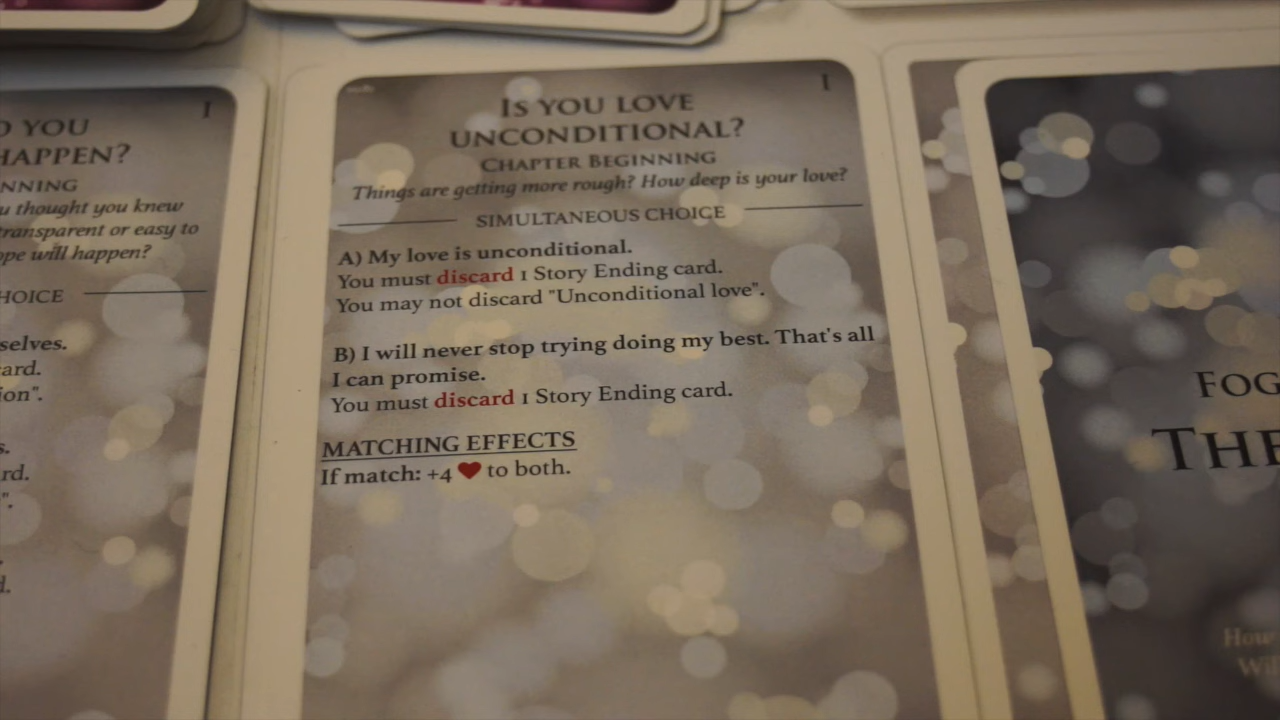 I
O YOU
HAPPEN?
NNING
u thought you knew
transparent or easy to
ope will happen?
HOICE
selves.
ard.
ion".
s.
rd.
".
d.
I
IS YOU LOVE
UNCONDITIONAL?
CHAPTER BEGINNING
Things are getting more rough? How deep is your love?
SIMULTANEOUS CHOICE
A) My love is unconditional.
You must discard 1 Story Ending card.
You may not discard "Unconditional love".
B) I will never stop trying doing my best. That's all
I can promise.
You must discard 1 Story Ending card.
MATCHING EFFECTS
If match: +4 ♥ to both.
FOG
THE
How
Wil